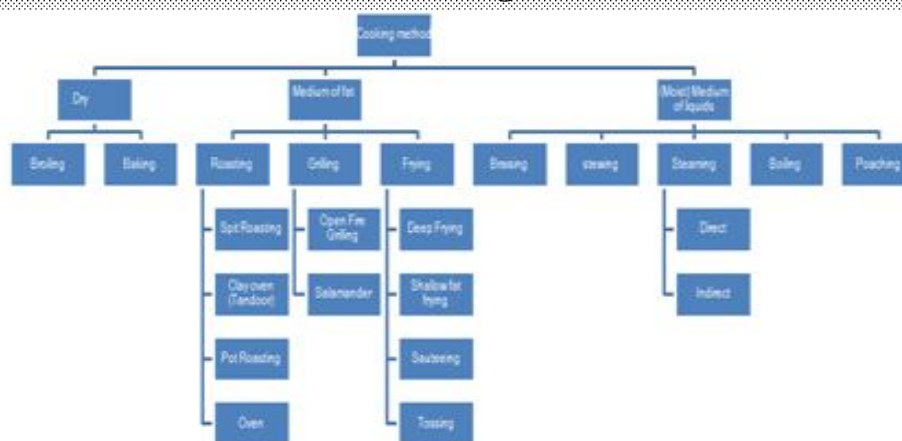 Cooking method
Dry
Medium of fat
(Moist) Medium
of liquids
Broiling
Baking
Roasting
Grilling
Frying
Braising
stewing
Steaming
Boiling
Poaching
Spit Roasting
Open Fire
Grilling
Deep Frying
Direct
Clay oven
(Tandoor)
Salamander
Shallow fat
frying
Indirect
Pot Roasting
Sauteeing
Oven
Tossing